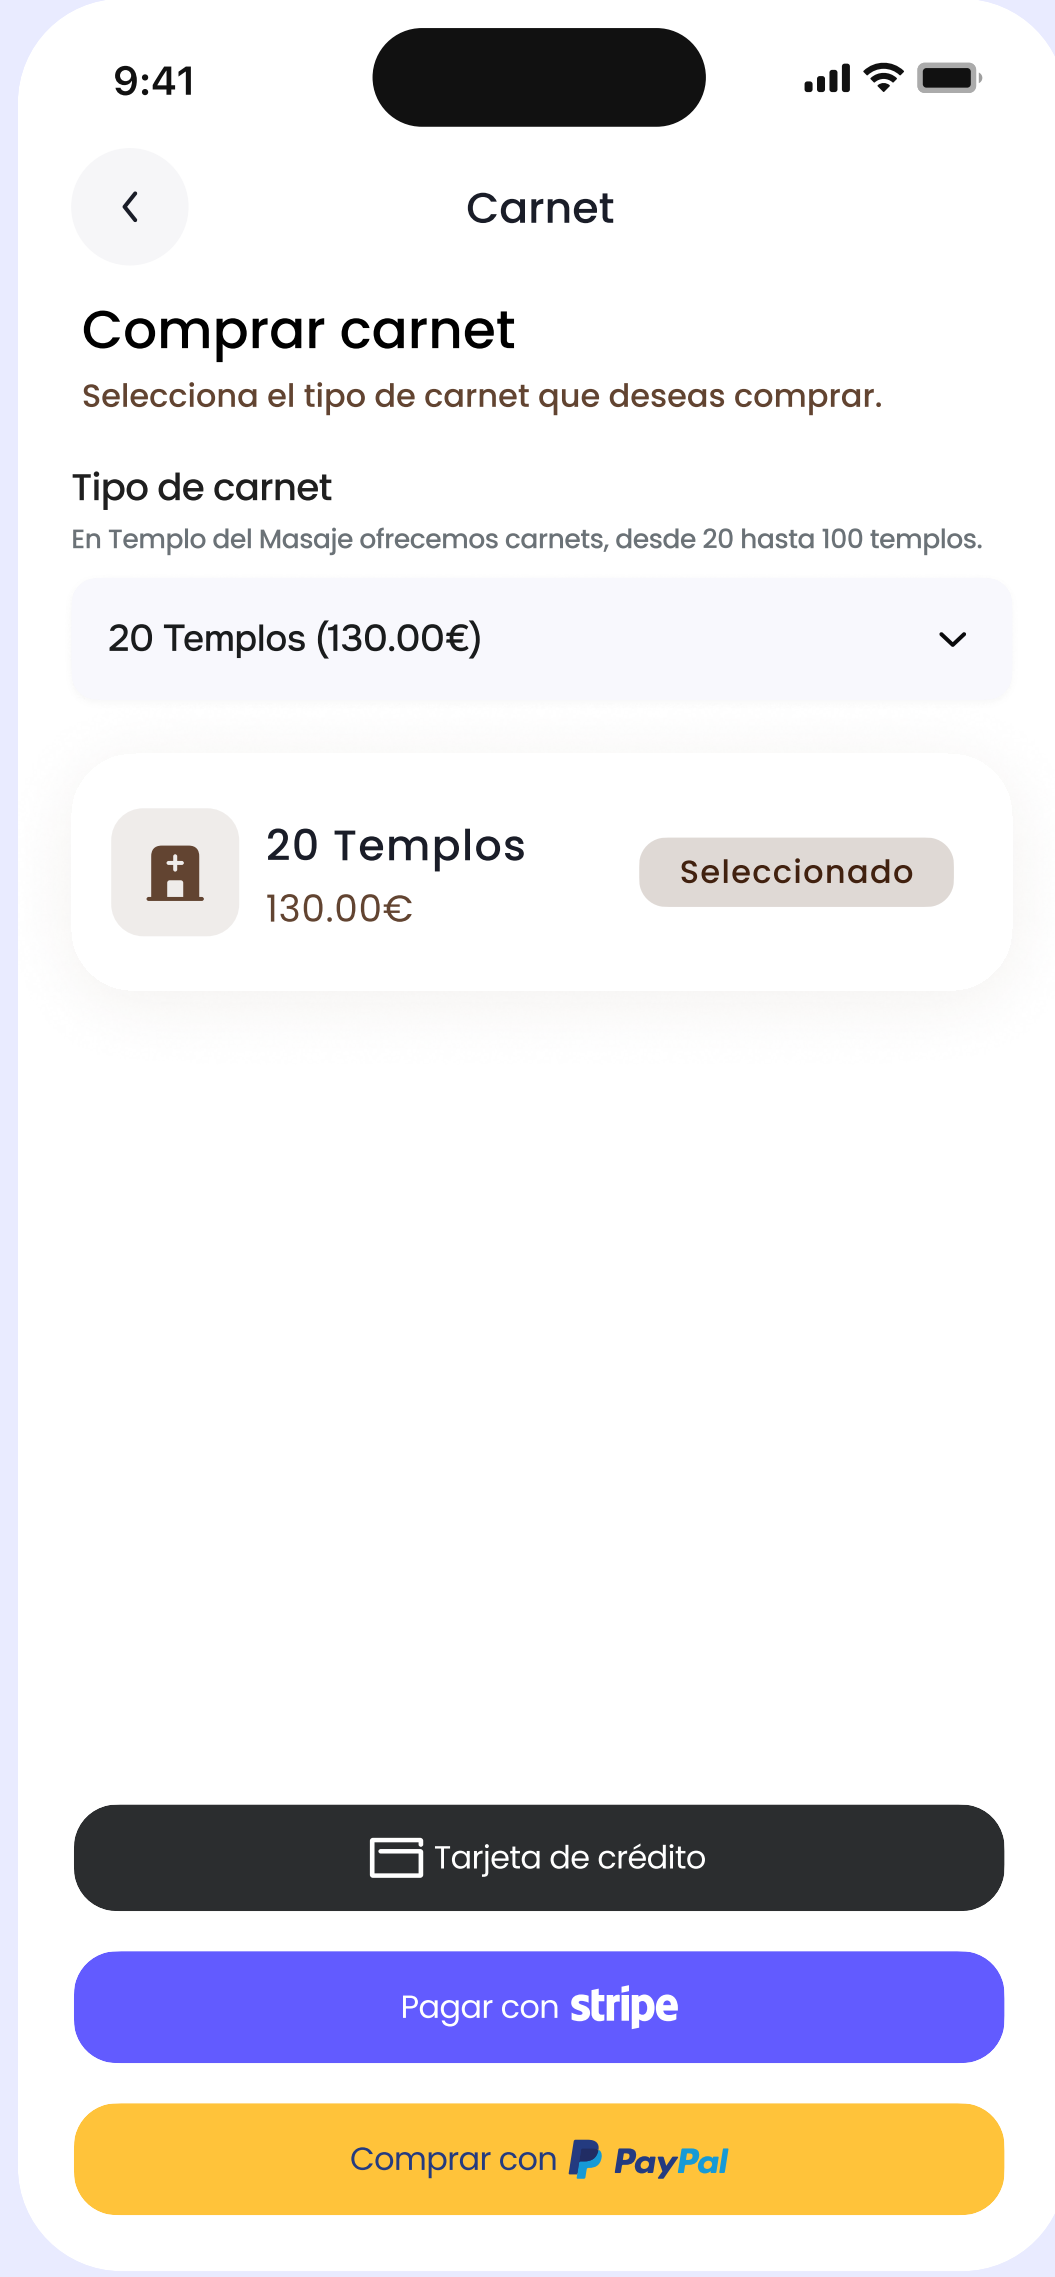 9:41
Carnet
Comprar carnet
Selecciona el tipo de carnet que deseas comprar.
Tipo de carnet
En Templo del Masaje ofrecemos carnets, desde 20 hasta 100 templos.
20 Templos (130.00€)
20 Templos
130.00€
Seleccionado
Tarjeta de crédito
Pagar con stripe
Comprar con PayPal